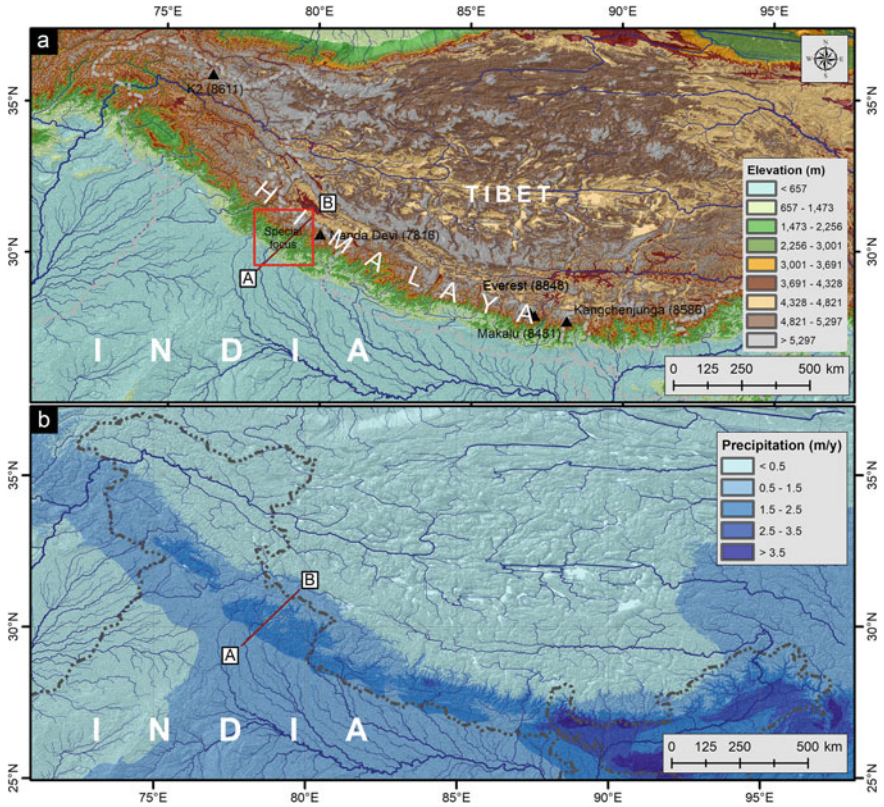 a
75°E 80°E 85°E 90°E 95°E
N
W E
S
35°N
35°N
K2 (8611)
TIBET
HIMALAYA
B
Special
focus
Nanda Devi (7816)
30°N
30°N
A
Everest (8848)
Kangchenjunga (8586)
Makalu (8481)
INDIA
Elevation (m)
< 657
657 - 1,473
1,473 - 2,256
2,256 - 3,001
3,001 - 3,691
3,691 - 4,328
4,328 - 4,821
4,821 - 5,297
> 5,297
0 125 250 500 km
b
Precipitation (m/y)
< 0.5
0.5 - 1.5
1.5 - 2.5
2.5 - 3.5
> 3.5
35°N
35°N
B
30°N
30°N
A
INDIA
0 125 250 500 km
25°N
25°N
75°E 80°E 85°E 90°E 95°E